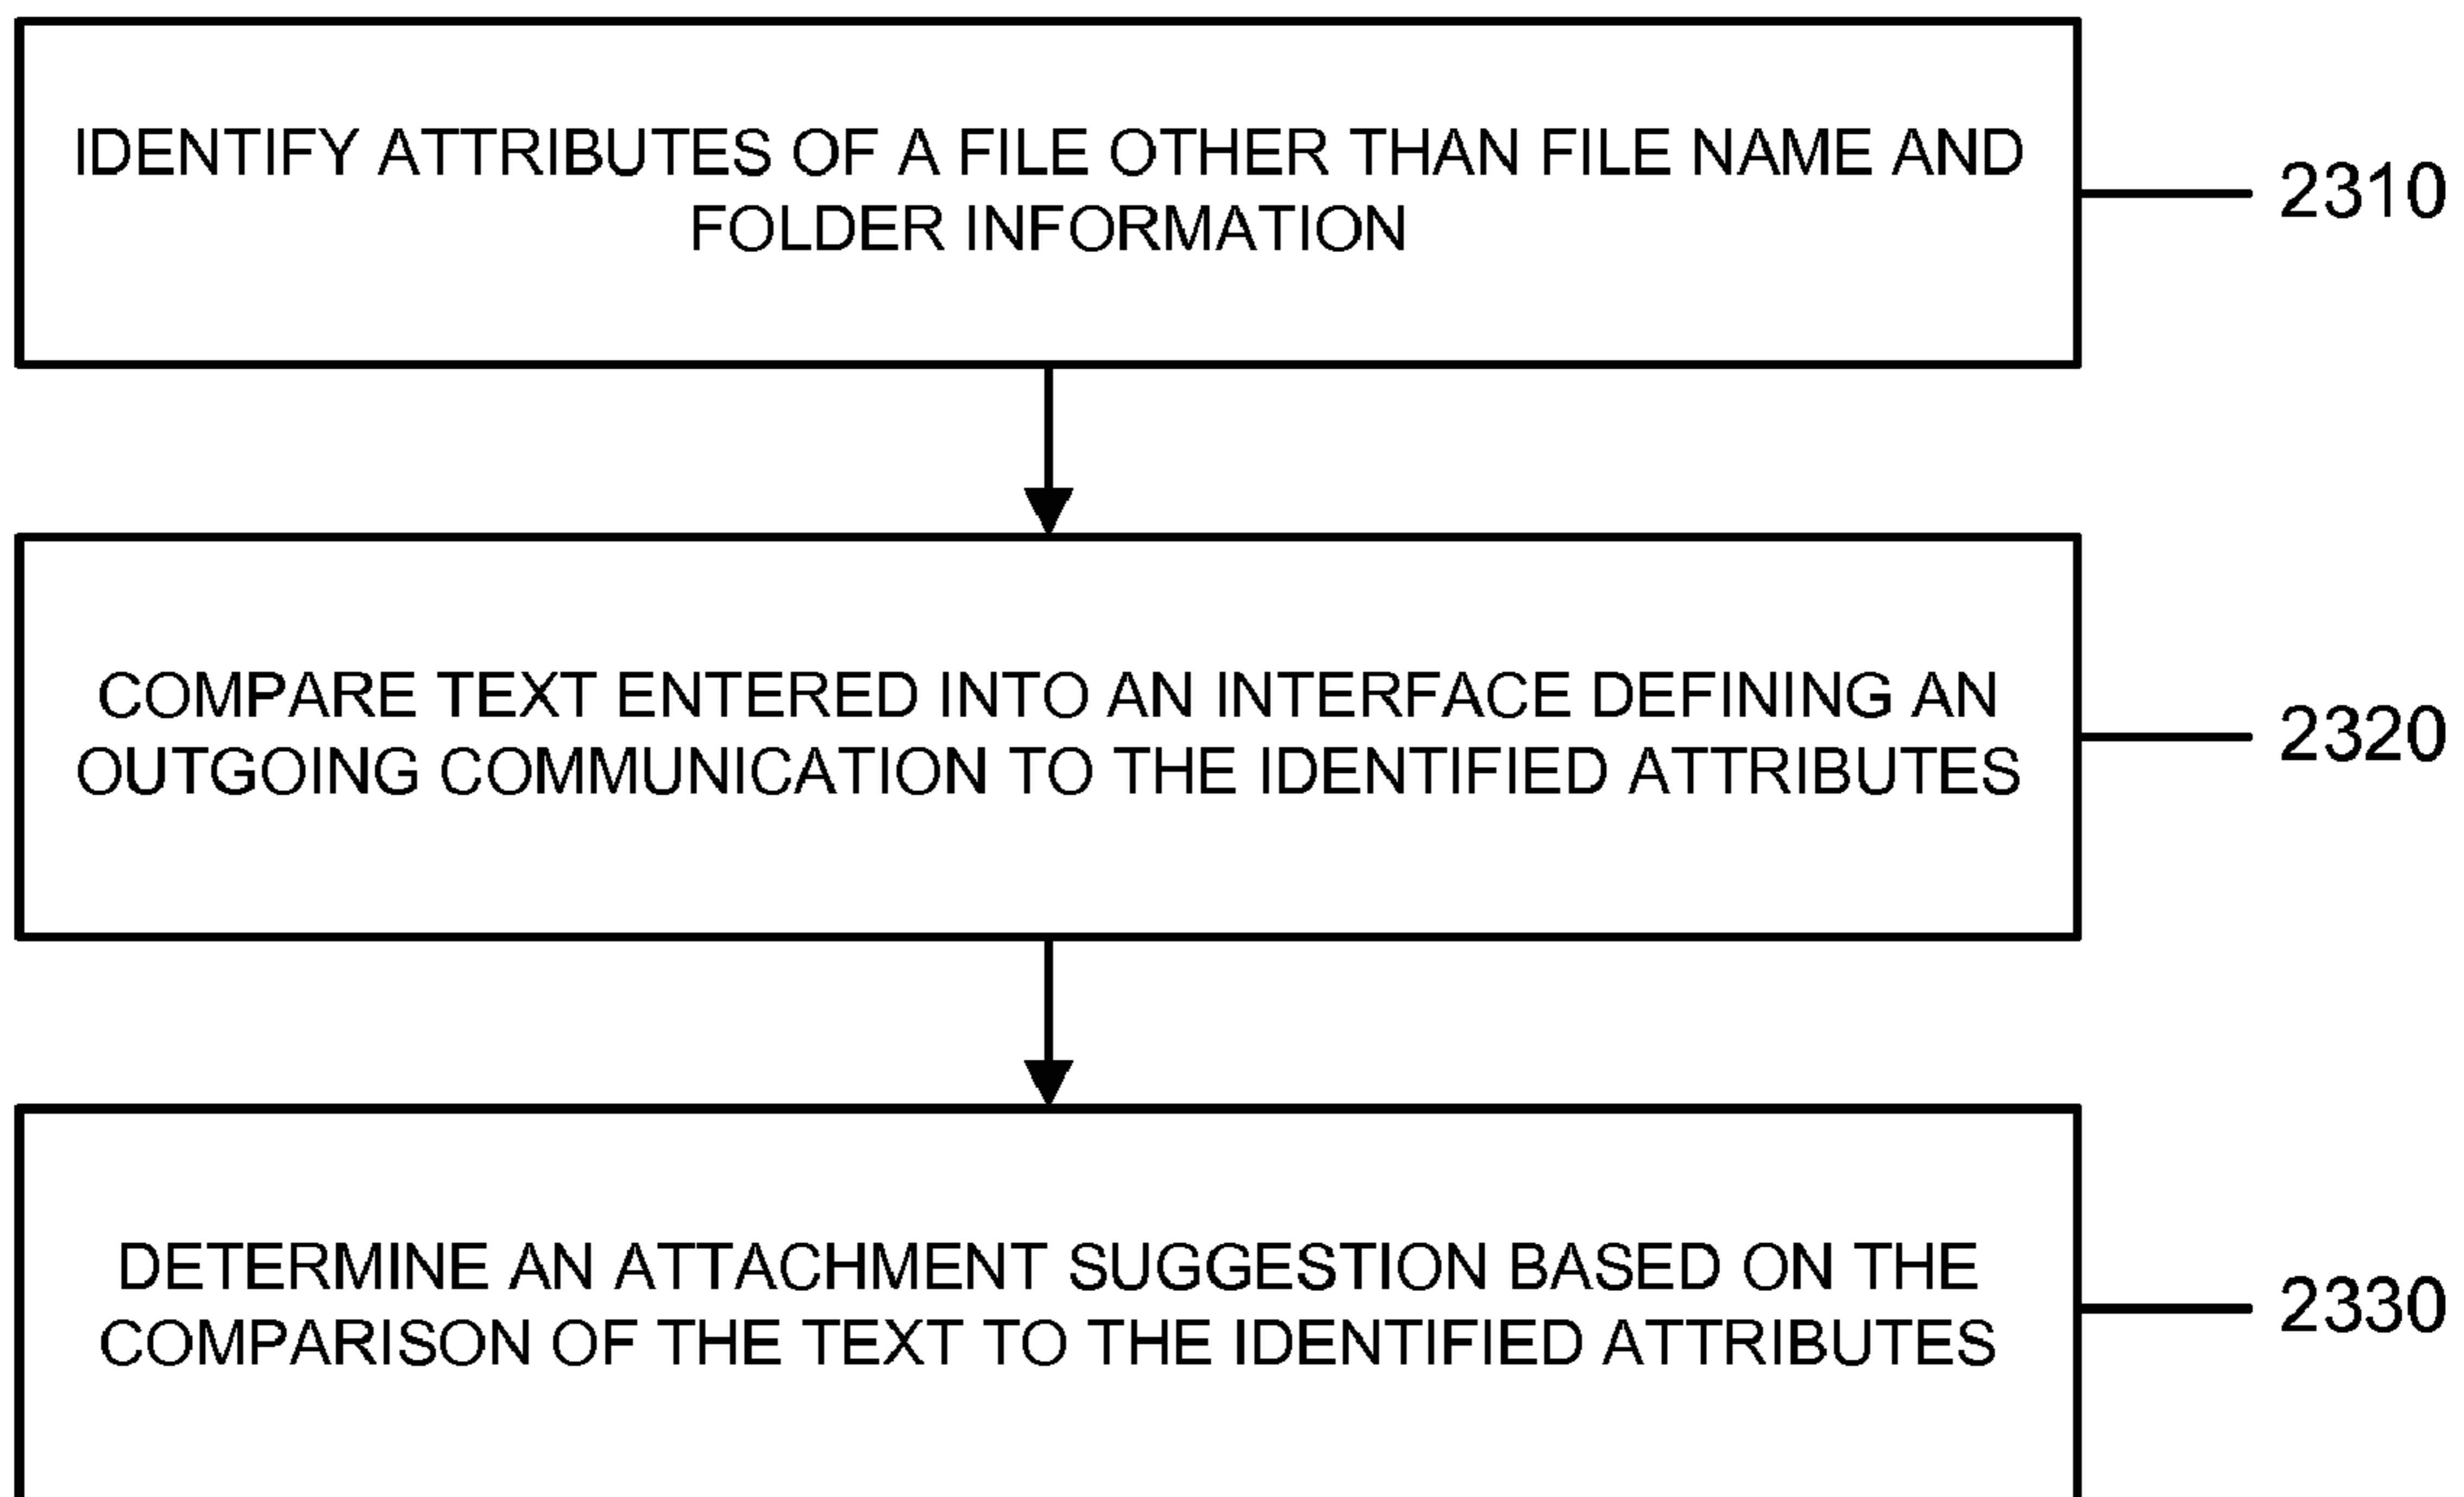 IDENTIFY ATTRIBUTES OF A FILE OTHER THAN FILE NAME AND
FOLDER INFORMATION
2310
COMPARE TEXT ENTERED INTO AN INTERFACE DEFINING AN
OUTGOING COMMUNICATION TO THE IDENTIFIED ATTRIBUTES
2320
DETERMINE AN ATTACHMENT SUGGESTION BASED ON THE
COMPARISON OF THE TEXT TO THE IDENTIFIED ATTRIBUTES
2330